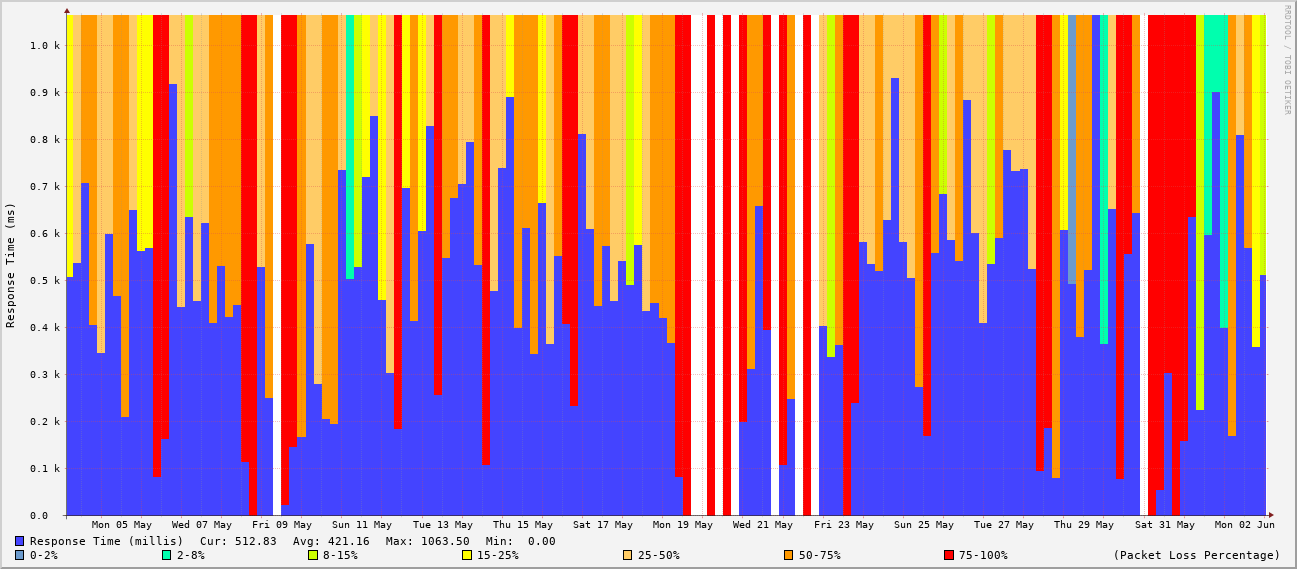 RRDTOOL / TOBI OETIKER
Response Time (ms)
1.0 k
0.9 k
0.8 k
0.7 k
0.6 k
0.5 k
0.4 k
0.3 k
0.2 k
0.1 k
0.0
Mon 05 May Wed 07 May Fri 09 May Sun 11 May Tue 13 May Thu 15 May Sat 17 May Mon 19 May Wed 21 May Fri 23 May Sun 25 May Tue 27 May Thu 29 May Sat 31 May Mon 02 Jun
Response Time (millis) Cur: 512.83 Avg: 421.16 Max: 1063.50 Min: 0.00
0-2% 2-8% 8-15% 15-25% 25-50% 50-75% 75-100% (Packet Loss Percentage)